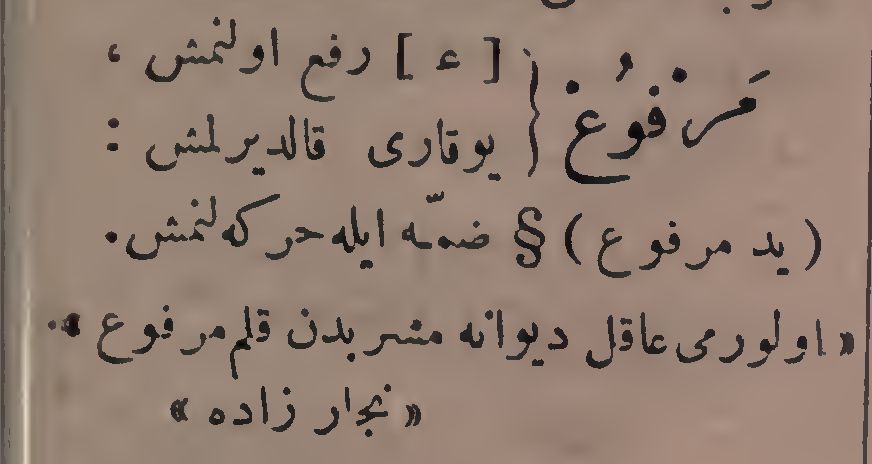 مَرْفُوعْ } [ ع ] رفع اولنمش ،
يوقارى قالديرلمش :
( يد مرفوع ) § ضمّه ايله حركه لنمش .
« اولورمى عاقل ديوانه مشربدن قلم مرفوع » .
« نجار زاده »